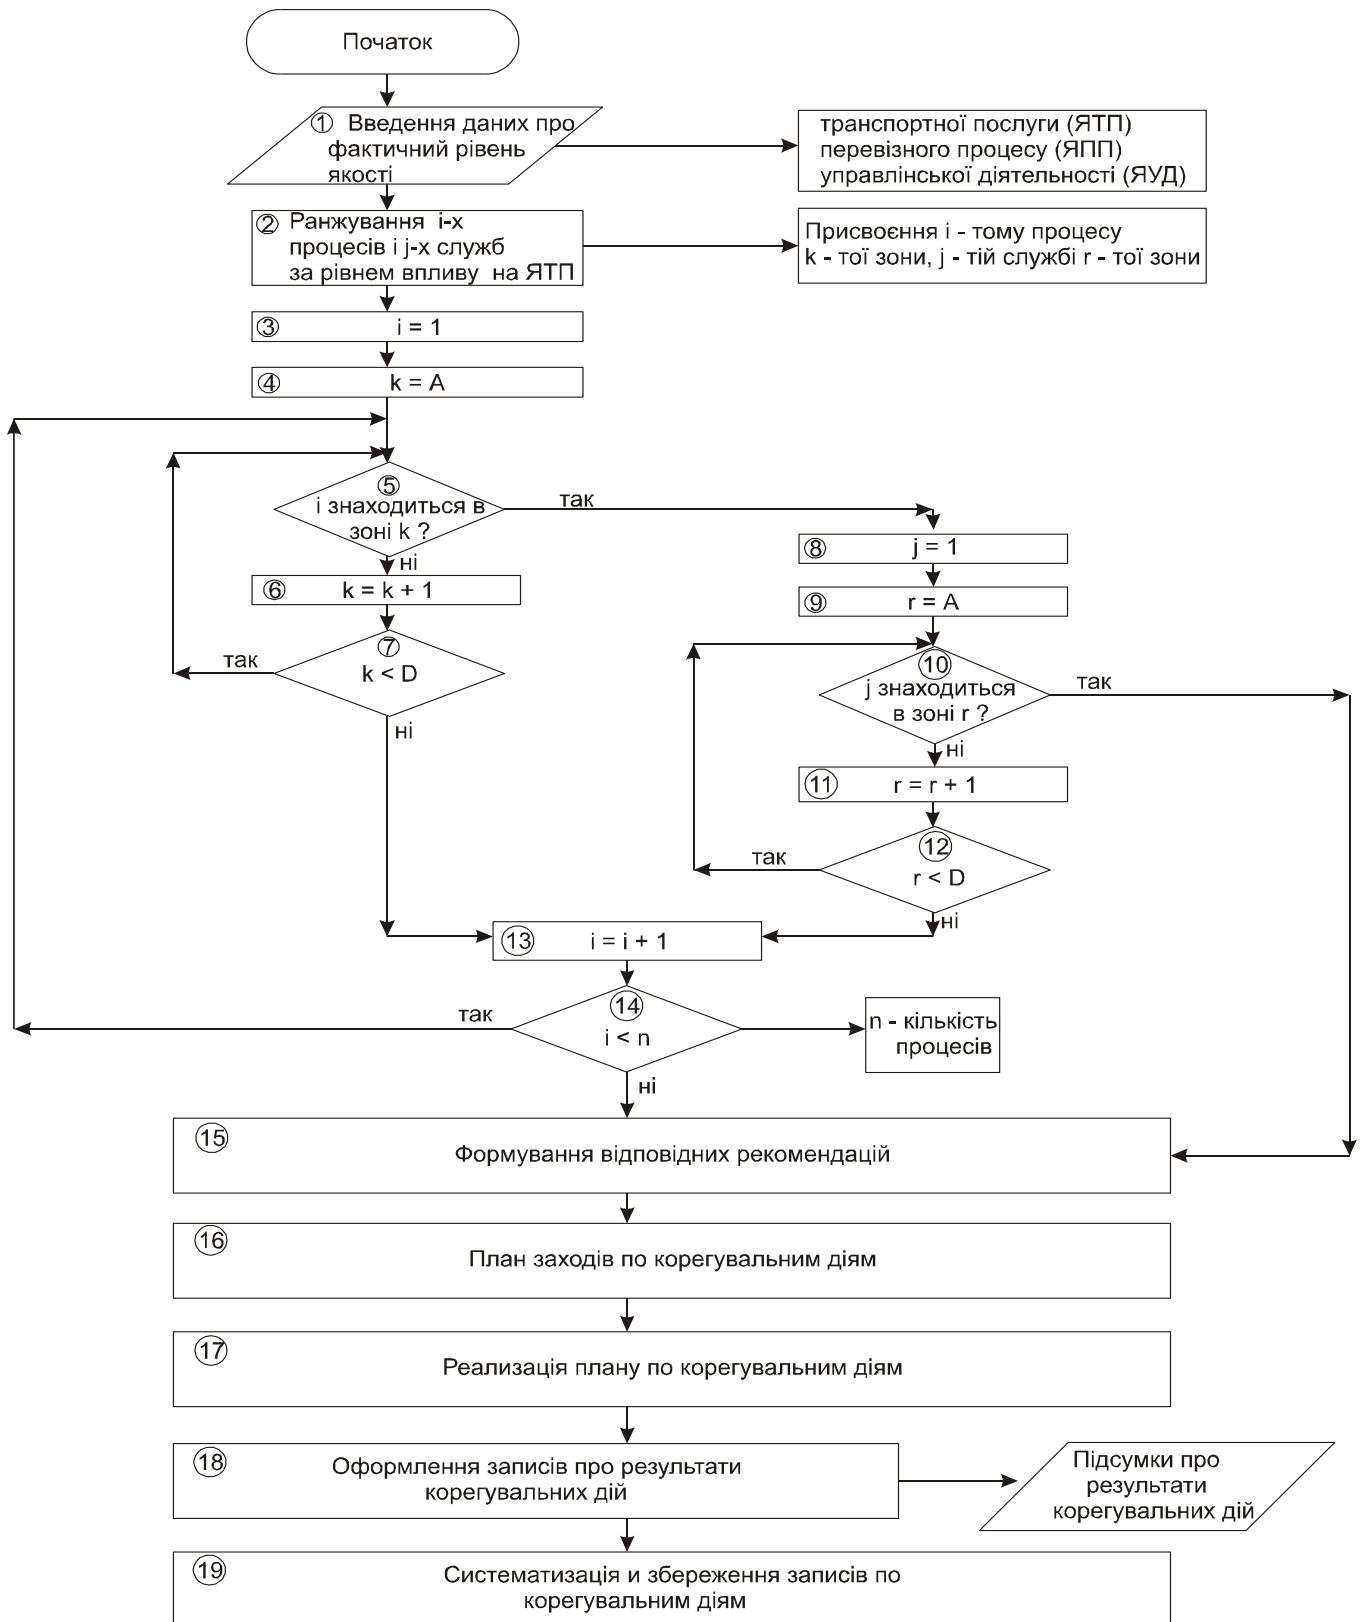 Початок
① Введення даних про
фактичний рівень
якості
транспортної послуги (ЯТП)
перевізного процесу (ЯПП)
управлінської діяльності (ЯУД)
② Ранжування і-х
процесів і j-х служб
за рівнем впливу на ЯТП
Присвоєння і - тому процесу
k - тої зони, j - тій службі r - тої зони
③ i = 1
④ k = A
⑤
і знаходиться в
зоні k ?
так
ні
⑥ k = k + 1
⑦
k < D
так
ні
⑧ j = 1
⑨ r = A
⑩
j знаходиться
в зоні r ?
так
ні
⑪ r = r + 1
⑫
r < D
так
ні
⑬ i = i + 1
⑭
i < n
так
ні
n - кількість
процесів
⑮
Формування відповідних рекомендацій
⑯
План заходів по корегувальним діям
⑰
Реализація плану по корегувальним діям
⑱
Оформлення записів про результати
корегувальних дій
Підсумки про
результати
корегувальних дій
⑲
Систематизація и збереження записів по
корегувальним діям